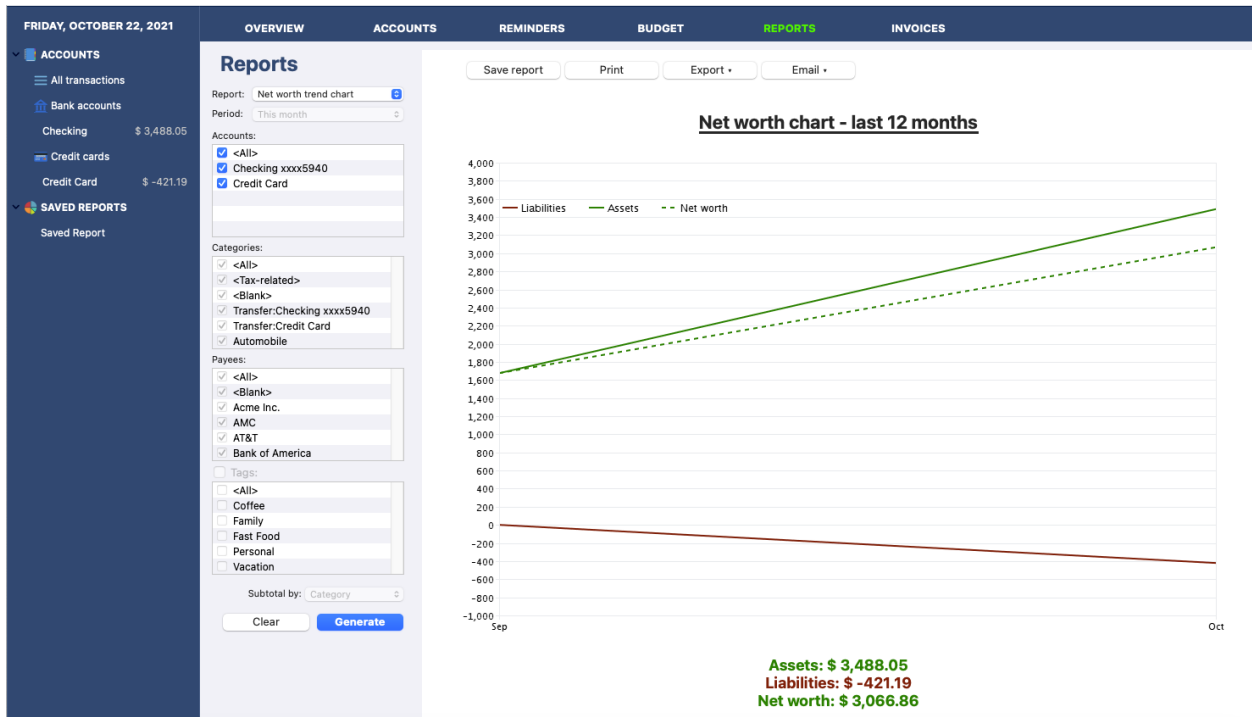 FRIDAY, OCTOBER 22, 2021
OVERVIEW
ACCOUNTS
REMINDERS
BUDGET
REPORTS
INVOICES
ACCOUNTS
All transactions
Bank accounts
Checking $ 3,488.05
Credit cards
Credit Card $ -421.19
SAVED REPORTS
Saved Report
Reports
Report: Net worth trend chart
Period: This month
Accounts:
<All>
Checking xxxx5940
Credit Card
Categories:
<All>
<Tax-related>
<Blank>
Transfer:Checking xxxx5940
Transfer:Credit Card
Automobile
Payees:
<All>
<Blank>
Acme Inc.
AMC
AT&T
Bank of America
Tags:
<All>
Coffee
Family
Fast Food
Personal
Vacation
Subtotal by: Category
Clear
Generate
Save report
Print
Export
Email
Net worth chart - last 12 months
4,000
3,800
3,600
3,400
3,200
3,000
2,800
2,600
2,400
2,200
2,000
1,800
1,600
1,400
1,200
1,000
800
600
400
200
0
-200
-400
-600
-800
-1,000
Liabilities
Assets
Net worth
Sep
Oct
Assets: $ 3,488.05
Liabilities: $ -421.19
Net worth: $ 3,066.86